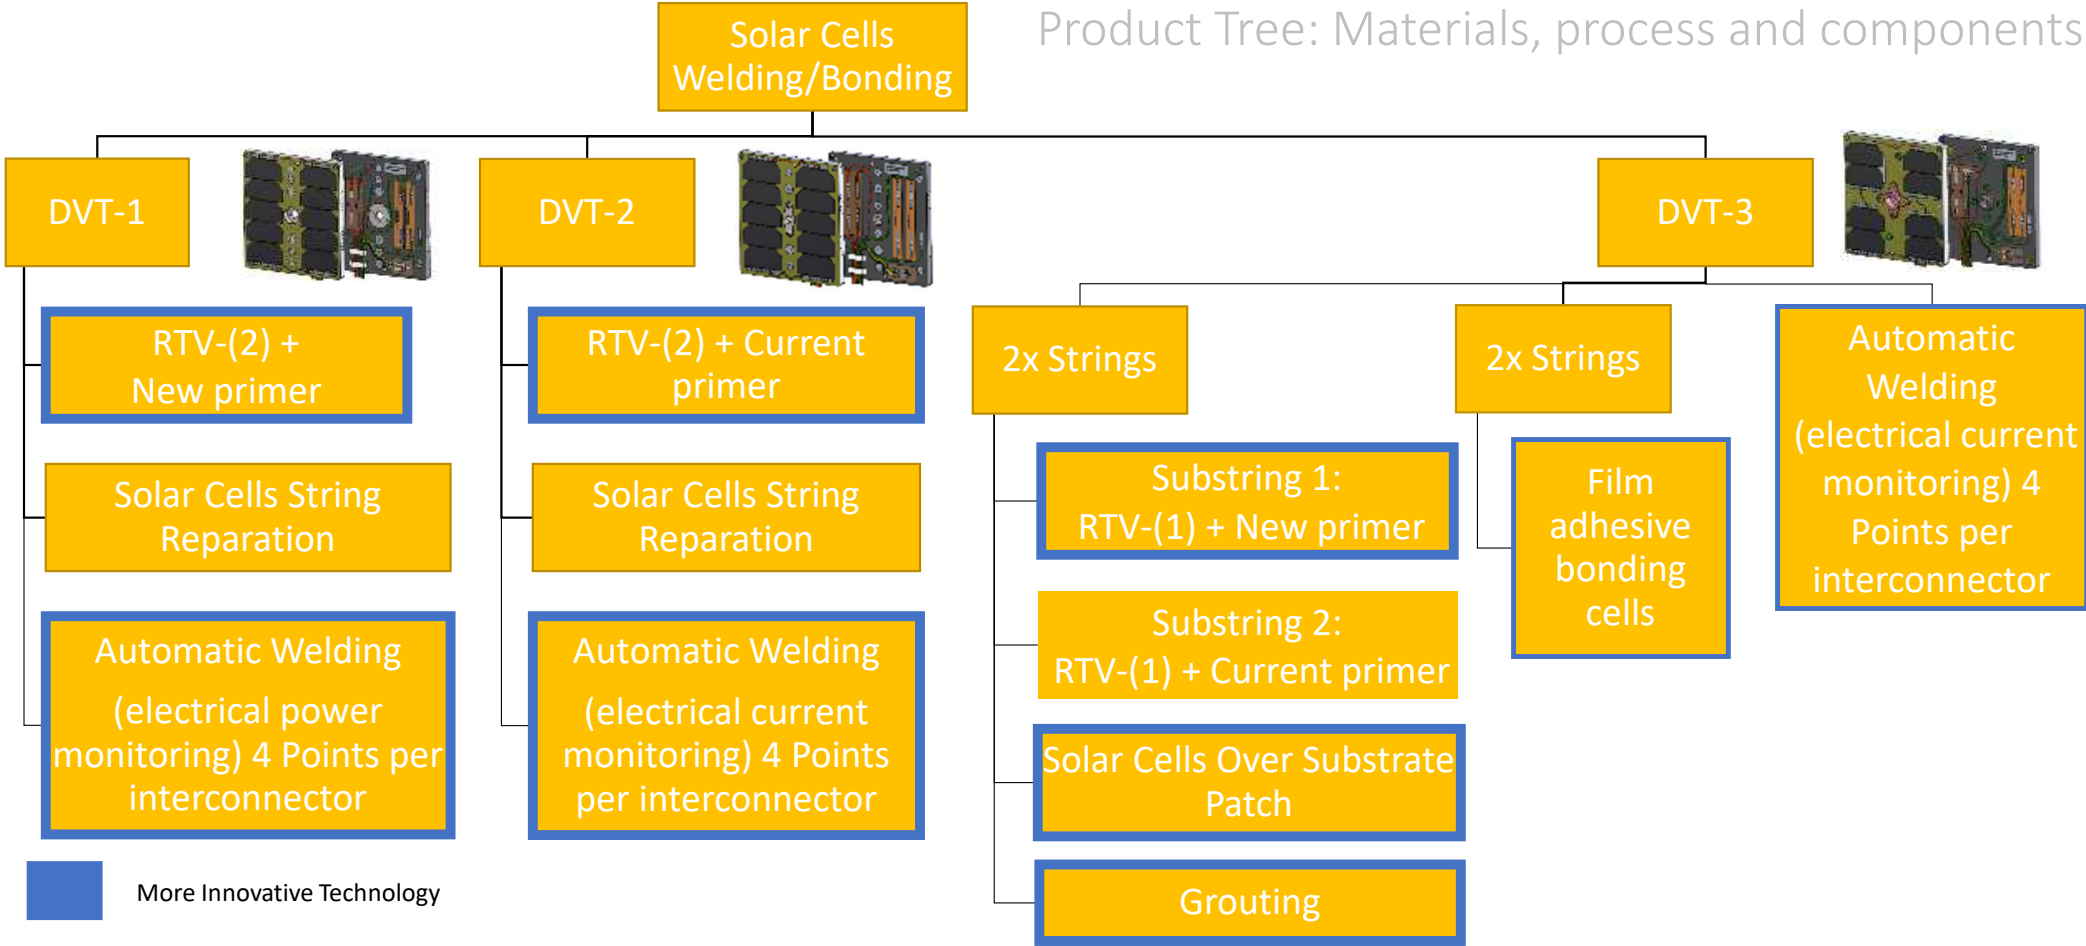 Product Tree: Materials, process and components
Solar Cells
Welding/Bonding
DVT-1
DVT-2
DVT-3
RTV-(2) +
New primer
Solar Cells String
Reparation
Automatic Welding
(electrical power
monitoring) 4 Points per
interconnector
RTV-(2) + Current
primer
Solar Cells String
Reparation
Automatic Welding
(electrical current
monitoring) 4 Points
per interconnector
2x Strings
Substring 1:
RTV-(1) + New primer
Substring 2:
RTV-(1) + Current primer
Solar Cells Over Substrate
Patch
Grouting
2x Strings
Film
adhesive
bonding
cells
Automatic
Welding
(electrical current
monitoring) 4
Points per
interconnector
More Innovative Technology